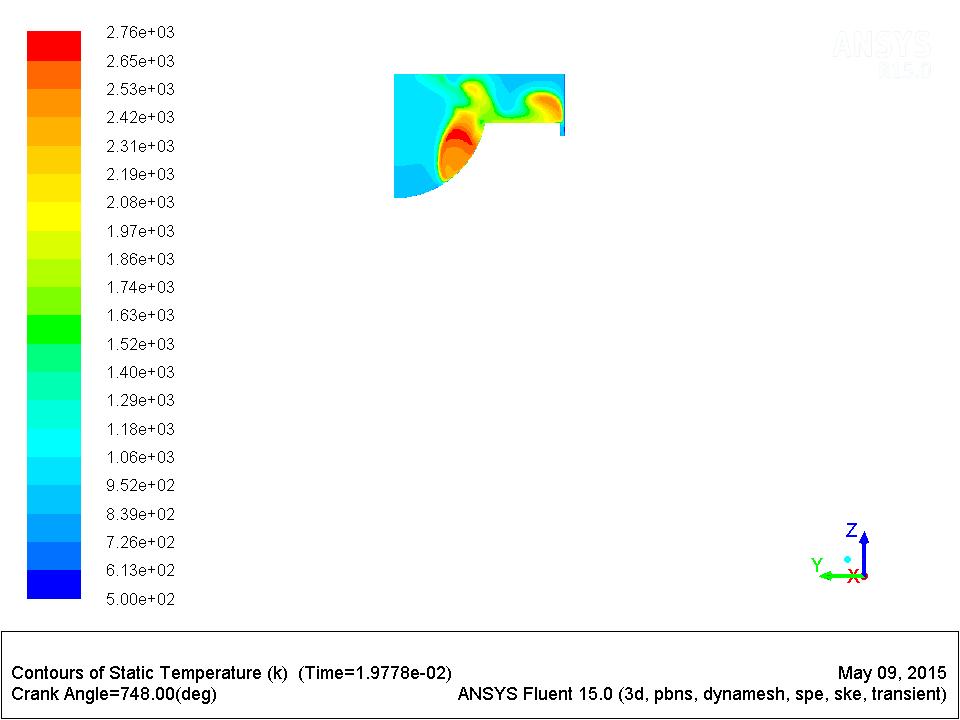 2.76e+03
2.65e+03
2.53e+03
2.42e+03
2.31e+03
2.19e+03
2.08e+03
1.97e+03
1.86e+03
1.74e+03
1.63e+03
1.52e+03
1.40e+03
1.29e+03
1.18e+03
1.06e+03
9.52e+02
8.39e+02
7.26e+02
6.13e+02
5.00e+02
ANSYS
R15.0
Z
Y
X
Contours of Static Temperature (k) (Time=1.9778e-02)
May 09, 2015
Crank Angle=748.00(deg)
ANSYS Fluent 15.0 (3d, pbns, dynamesh, spe, ske, transient)